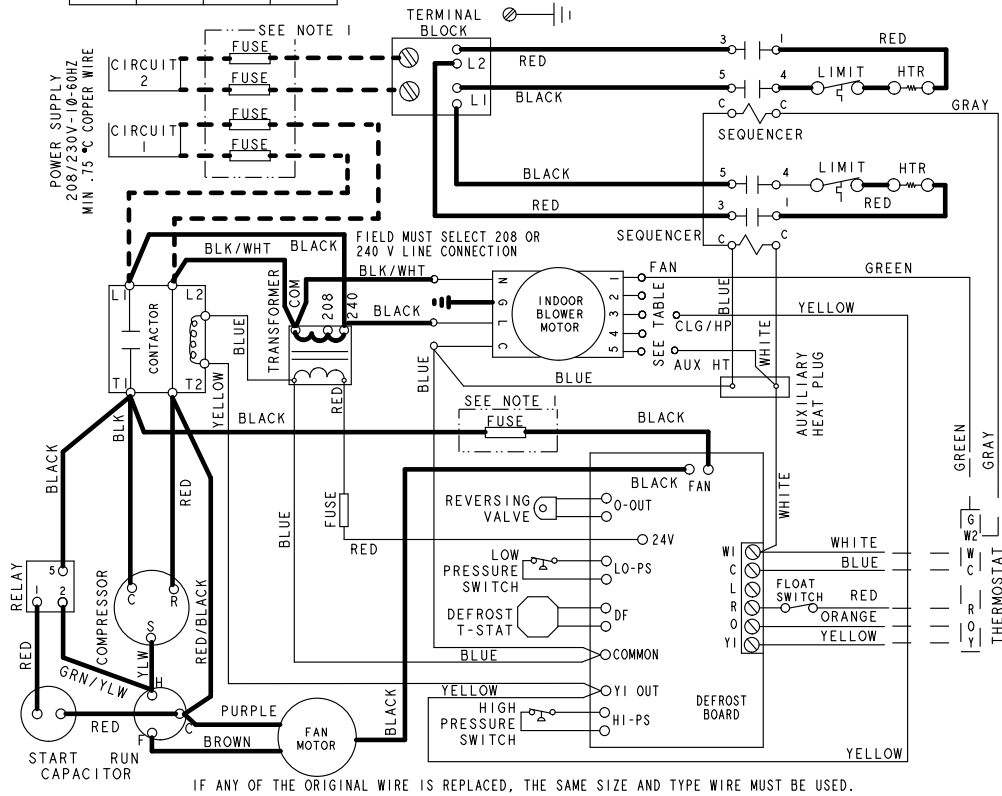 TERMINAL
BLOCK
SEE NOTE 1
FUSE
FUSE
FUSE
FUSE
CIRCUIT
2
CIRCUIT
1
POWER SUPPLY
208/230V-1Ø-60HZ
MIN .75 °C COPPER WIRE
L2
L1
RED
BLACK
3
1
RED
5
4
LIMIT
HTR
C
C
GRAY
SEQUENCER
BLACK
5
4
LIMIT
HTR
RED
3
1
RED
SEQUENCER
C
C
FIELD MUST SELECT 208 OR
240 V LINE CONNECTION
BLK/WHT
BLACK
BLK/WHT
BLACK
L1
L2
CONTACTOR
T1
T2
BLUE
TRANSFORMER
COM
208
240
N
G
L
C
INDOOR
BLOWER
MOTOR
1
2
3
4
5
FAN
SEE TABLE
CLG/HP
AUX HT
GREEN
YELLOW
BLUE
WHITE
AUXILIARY
HEAT PLUG
BLUE
BLUE
RED
YELLOW
BLACK
SEE NOTE 1
FUSE
BLACK
BLK
BLACK
RED
BLUE
FUSE
RED
BLACK
FAN
REVERSING
VALVE
O-OUT
24V
LOW
PRESSURE
SWITCH
LO-PS
DEFROST
T-STAT
DF
BLUE
COMMON
YELLOW
Y1 OUT
HIGH
PRESSURE
SWITCH
HI-PS
DEFROST
BOARD
WHITE
W1
C
L
R
O
Y1
WHITE
BLUE
FLOAT
SWITCH
RED
ORANGE
YELLOW
GREEN
GRAY
G
W2
W
C
R
O
Y
THERMOSTAT
YELLOW
RELAY
5
1
2
COMPRESSOR
C
R
S
RED/BLACK
YLW
GRN/YLW
RED
H
C
F
RED
PURPLE
BROWN
FAN
MOTOR
BLACK
START
RUN
CAPACITOR
IF ANY OF THE ORIGINAL WIRE IS REPLACED, THE SAME SIZE AND TYPE WIRE MUST BE USED.